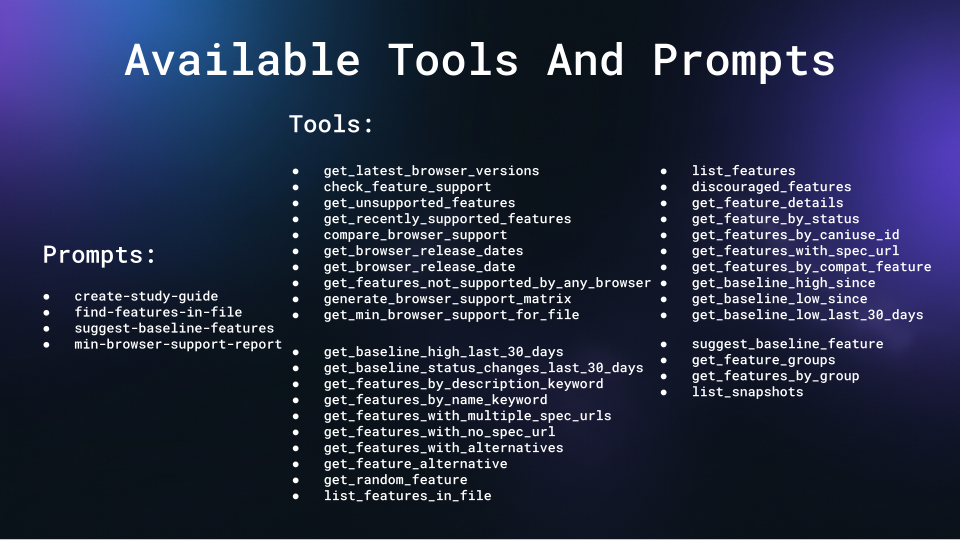 Available Tools And Prompts
Prompts:
● create-study-guide
● find-features-in-file
● suggest-baseline-features
● min-browser-support-report
Tools:
● get_latest_browser_versions
● check_feature_support
● get_unsupported_features
● get_recently_supported_features
● compare_browser_support
● get_browser_release_dates
● get_browser_release_date
● get_features_not_supported_by_any_browser
● generate_browser_support_matrix
● get_min_browser_support_for_file
● get_baseline_high_last_30_days
● get_baseline_status_changes_last_30_days
● get_features_by_description_keyword
● get_features_by_name_keyword
● get_features_with_multiple_spec_urls
● get_features_with_no_spec_url
● get_features_with_alternatives
● get_feature_alternative
● get_random_feature
● list_features_in_file
● list_features
● discouraged_features
● get_feature_details
● get_feature_by_status
● get_features_by_caniuse_id
● get_features_with_spec_url
● get_features_by_compat_feature
● get_baseline_high_since
● get_baseline_low_since
● get_baseline_low_last_30_days
● suggest_baseline_feature
● get_feature_groups
● get_features_by_group
● list_snapshots